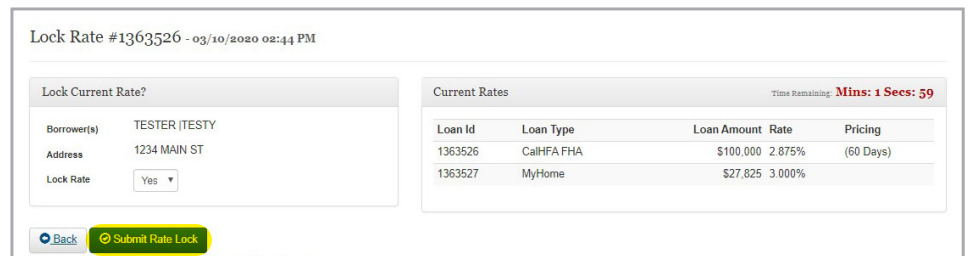 Lock Rate #1363526 - 03/10/2020 02:44 PM
Lock Current Rate?
Borrower(s) TESTER |TESTY
Address 1234 MAIN ST
Lock Rate Yes
Current Rates Time Remaining: Mins: 1 Secs: 59
Loan Id Loan Type Loan Amount Rate Pricing
1363526 CalHFA FHA $100,000 2.875% (60 Days)
1363527 MyHome $27,825 3.000%
Back Submit Rate Lock